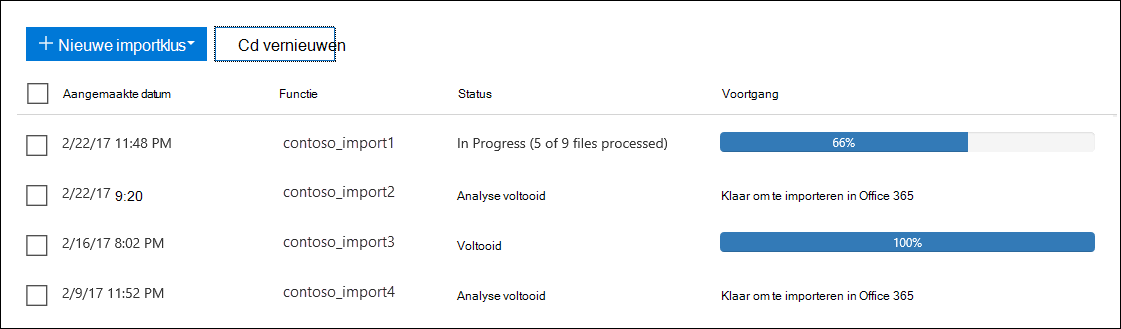 + Nieuwe importklus Cd vernieuwen
Aangemaakte datum Functie Status Voortgang
2/22/17 11:48 PM contoso_import1 In Progress (5 of 9 files processed) 66%
2/22/17 9:20 contoso_import2 Analyse voltooid Klaar om te importeren in Office 365
2/16/17 8:02 PM contoso_import3 Voltooid 100%
2/9/17 11:52 PM contoso_import4 Analyse voltooid Klaar om te importeren in Office 365